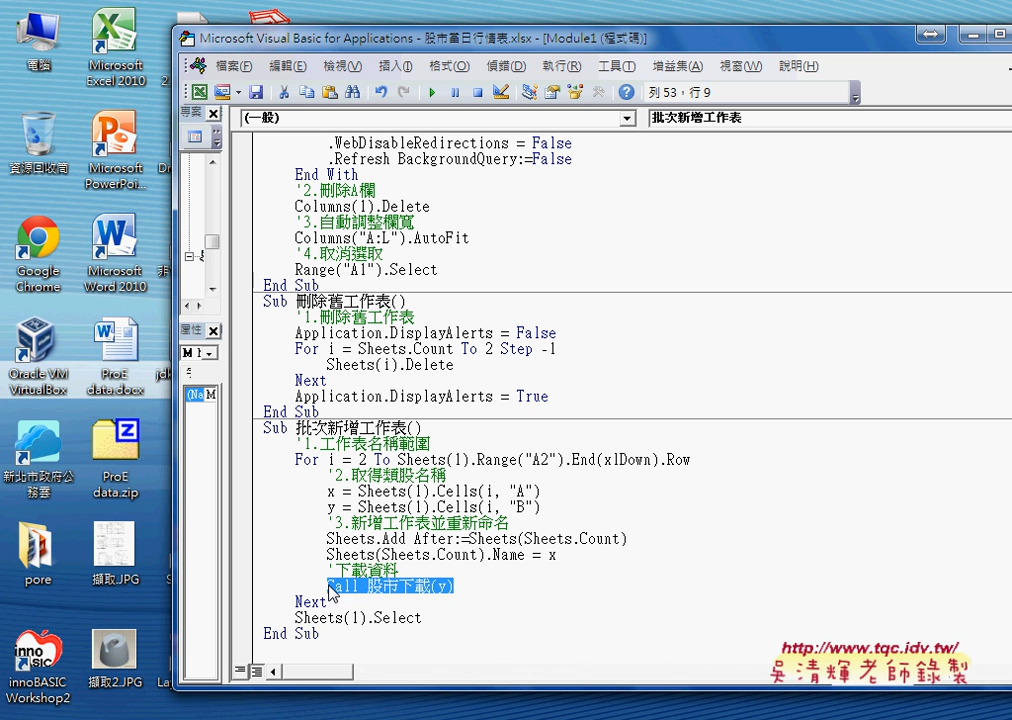 Microsoft Visual Basic for Applications - 股市當日行情表.xlsx - [Module1 (程式碼)]
檔案(F) 編輯(E) 檢視(V) 插入(I) 格式(O) 偵錯(D) 執行(R) 工具(T) 增益集(A) 視窗(W) 說明(H)
列 53，行 9
專案
(一般)
批次新增工作表
.WebDisableRedirections = False
.Refresh BackgroundQuery:=False
End With
'2.刪除A欄
Columns(1).Delete
'3.自動調整欄寬
Columns("A:L").AutoFit
'4.取消選取
Range("A1").Select
End Sub
Sub 刪除舊工作表()
'1.刪除舊工作表
Application.DisplayAlerts = False
For i = Sheets.Count To 2 Step -1
Sheets(i).Delete
Next
Application.DisplayAlerts = True
End Sub
Sub 批次新增工作表()
'1.工作表名稱範圍
For i = 2 To Sheets(1).Range("A2").End(xlDown).Row
'2.取得類股名稱
x = Sheets(1).Cells(i, "A")
y = Sheets(1).Cells(i, "B")
'3.新增工作表並重新命名
Sheets.Add After:=Sheets(Sheets.Count)
Sheets(Sheets.Count).Name = x
'下載資料
Call 股市下載(y)
Next
Sheets(1).Select
End Sub
屬性
電腦
Microsoft
Excel 2010
資源回收筒
Microsoft
PowerPoi...
Google
Chrome
Microsoft
Word 2010
Oracle VM
VirtualBox
ProE
data.docx
新北市政府公
務雲
ProE
data.zip
pore
擷取.JPG
innoBASIC
Workshop2
擷取2.JPG
http://www.tqc.idv.tw/
吳清輝老師錄製